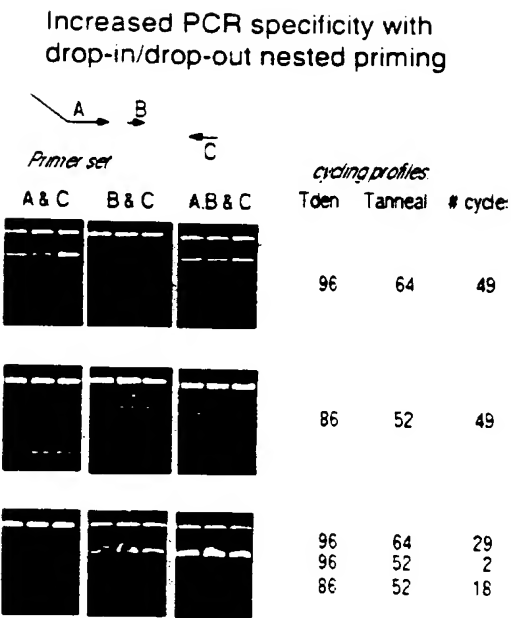 Increased PCR specificity with
drop-in/drop-out nested priming
A B
C
Primer set cycling profiles
A & C B & C A.B & C Tden Tanneal # cycles
96 64 49
86 52 49
96 64 29
96 52 2
86 52 18